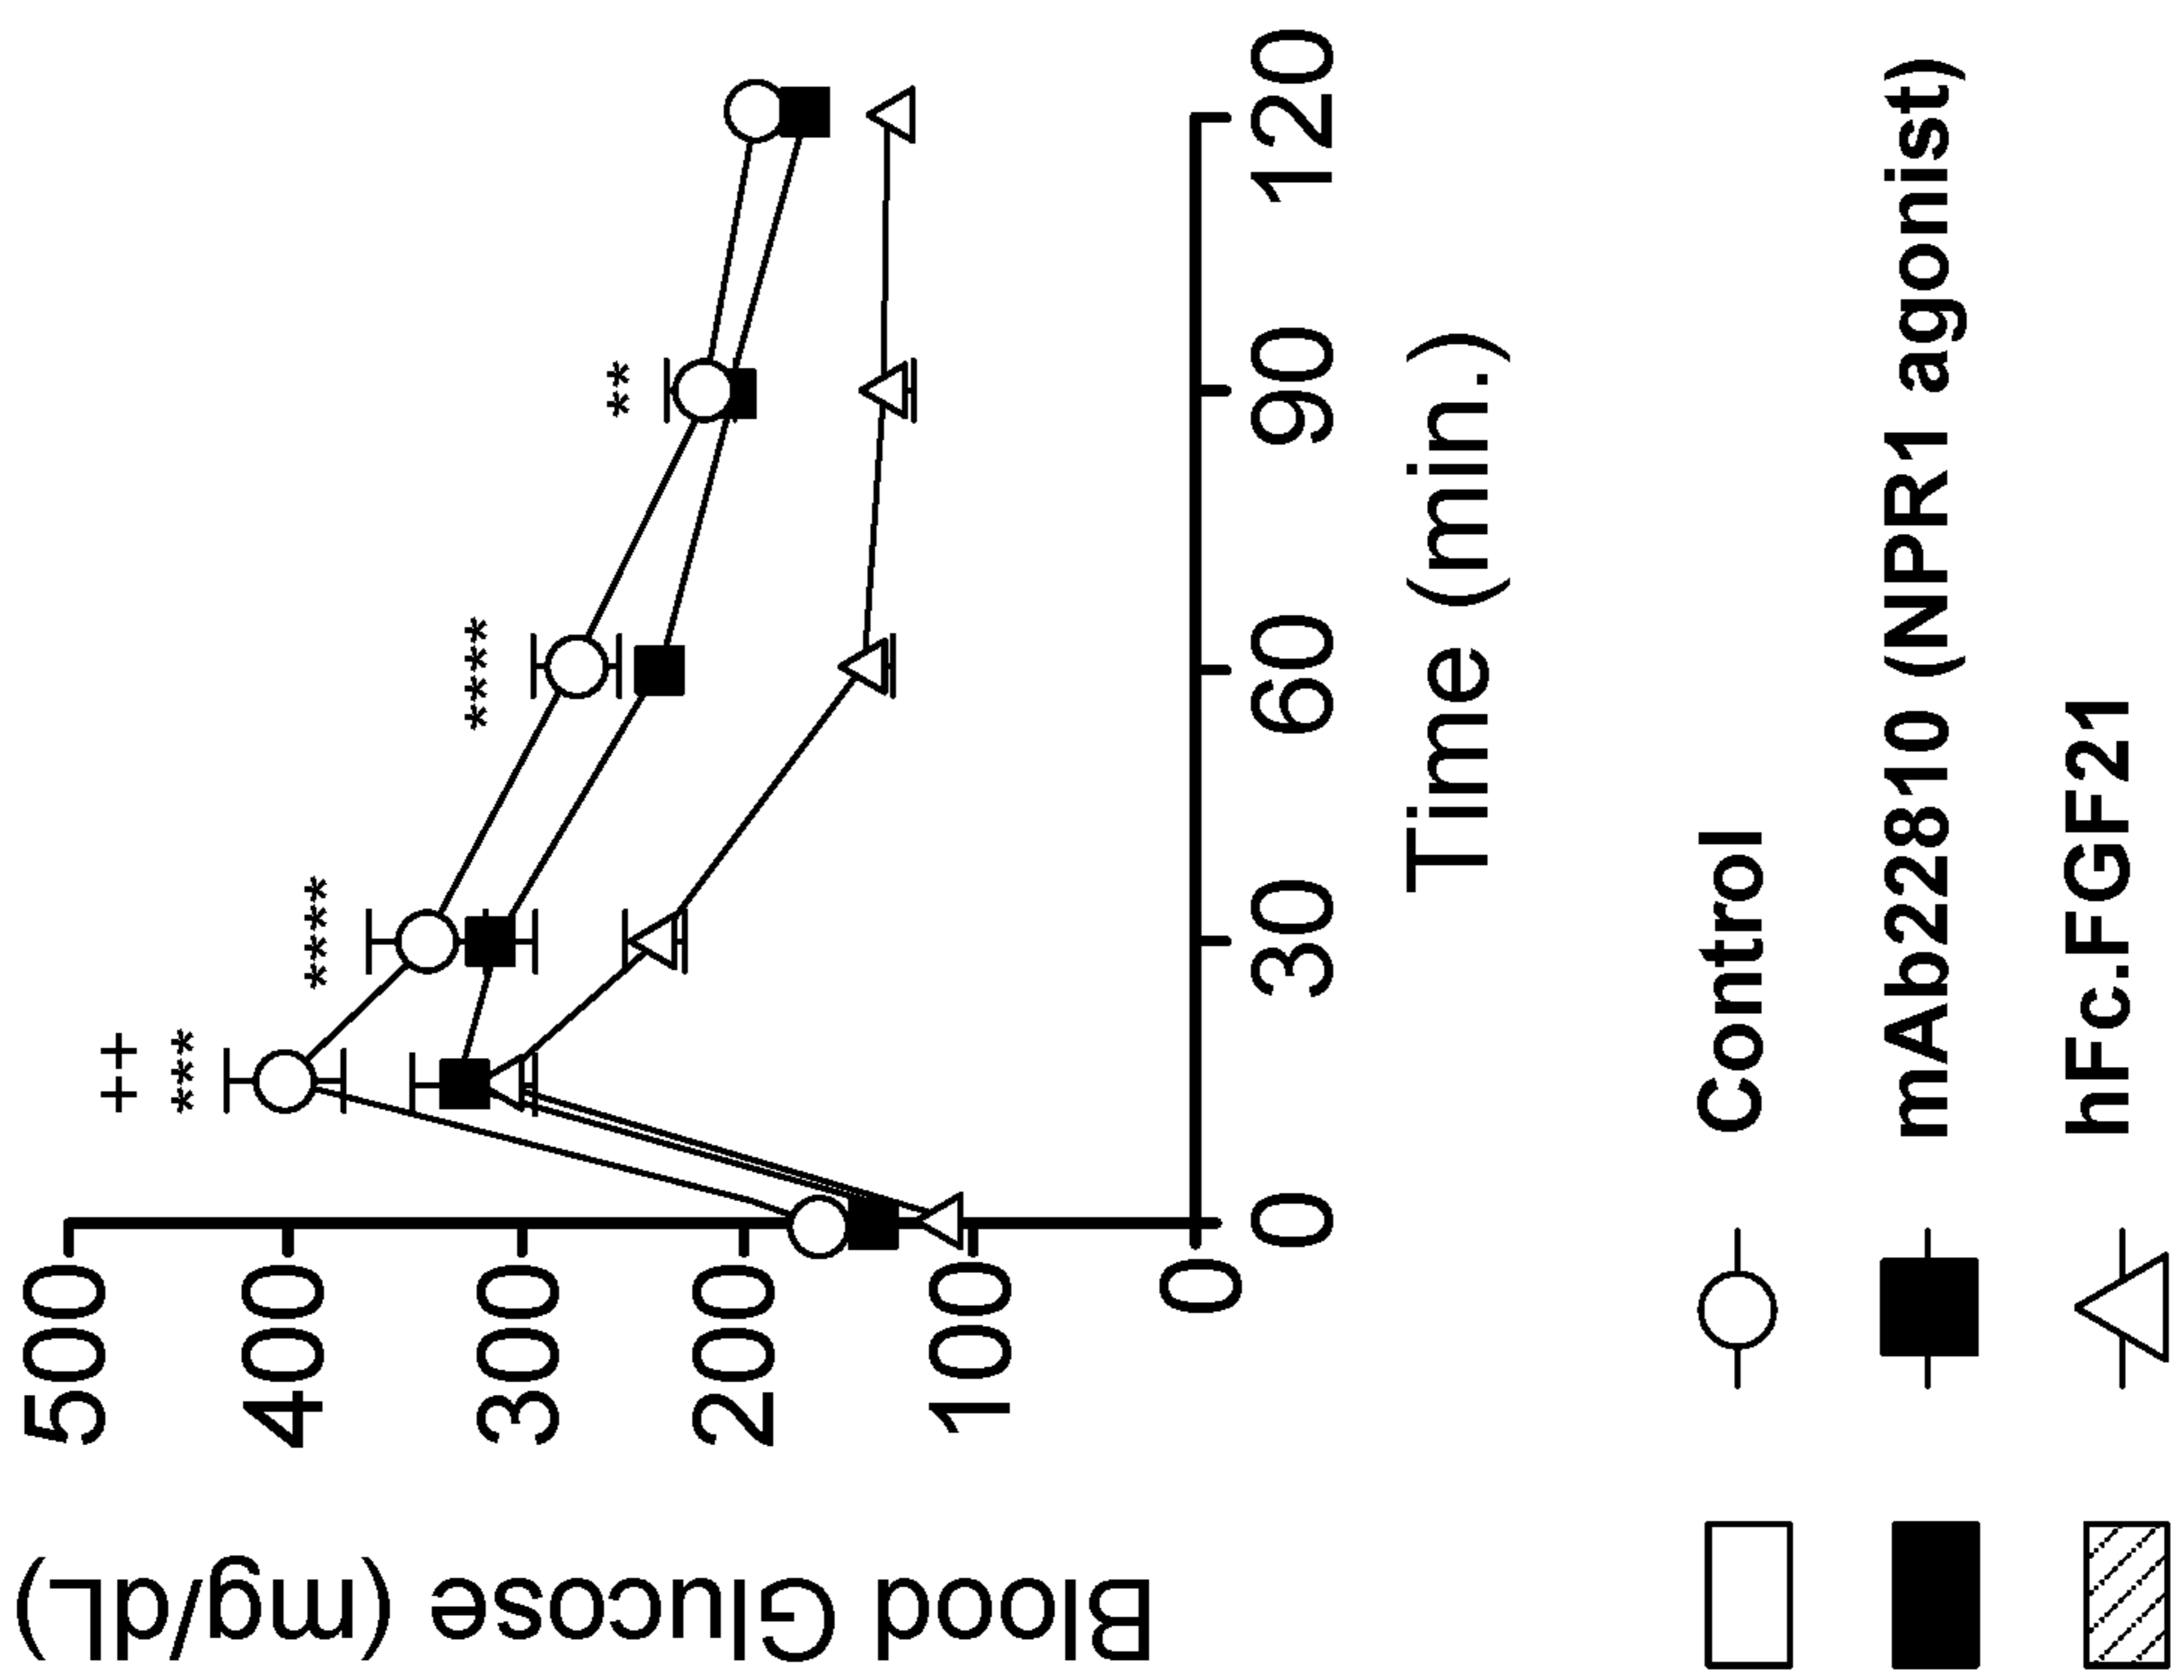 Blood Glucose (mg/dL)
500
400
300
200
100
0
++
***
****
****
**
0 30 60 90 120
Time (min.)
Control
mAb22810 (NPR1 agonist)
hFc.FGF21